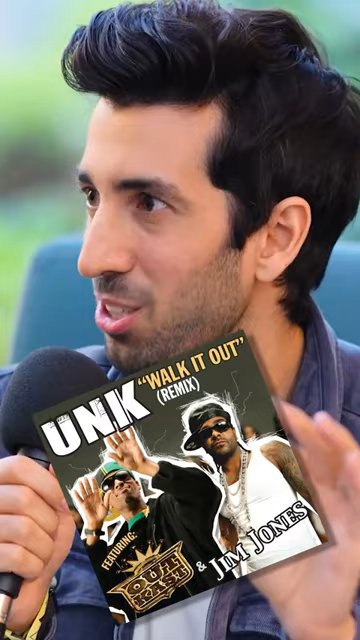 UNK "WALK IT OUT"
(REMIX)
FEATURING:
OUTKAST
& JIM JONES